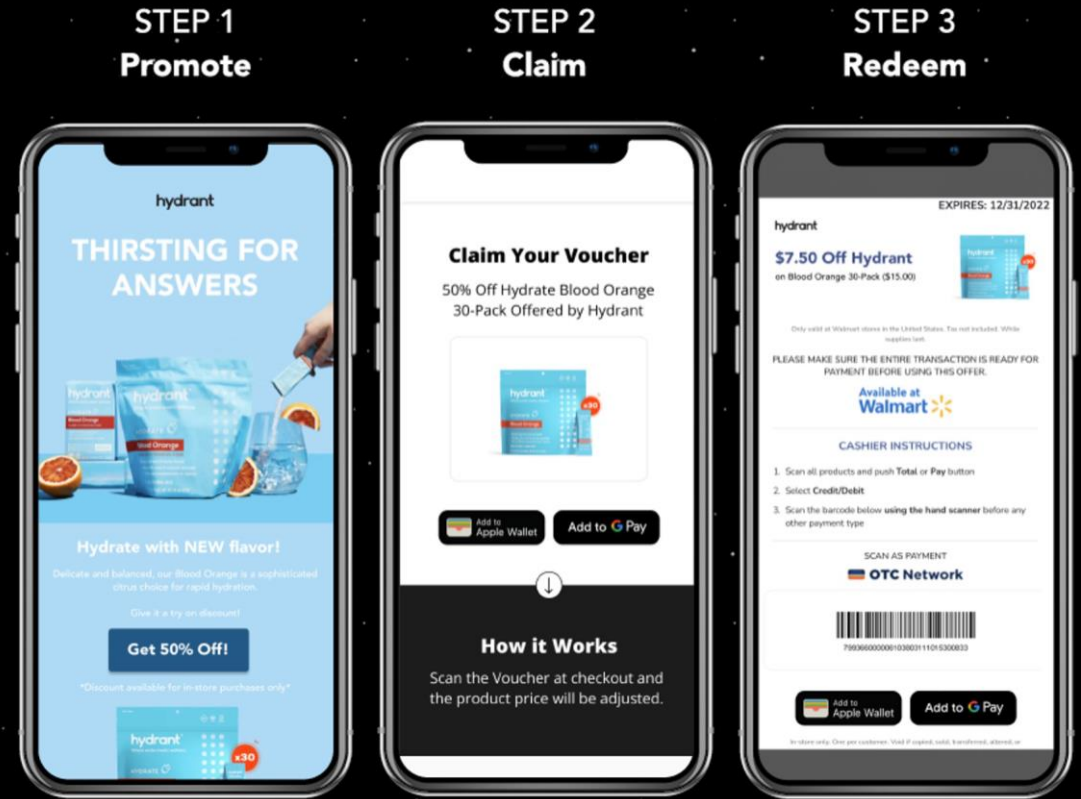 STEP 1
Promote
hydrant
THIRSTING FOR
ANSWERS
hydrant
hydrant
HYDRATE
Blood Orange
Blood Orange
Hydrate with NEW flavor!
Delicate and balanced, our Blood Orange is a sophisticated
citrus choice for rapid hydration.
Give it a try on discount!
Get 50% Off!
*Discount available for in-store purchases only*
hydrant
HYDRATE
x30
STEP 2
Claim
Claim Your Voucher
50% Off Hydrate Blood Orange
30-Pack Offered by Hydrant
hydrant
HYDRATE
Blood Orange
x30
Add to
Apple Wallet
Add to G Pay
How it Works
Scan the Voucher at checkout and
the product price will be adjusted.
STEP 3
Redeem
EXPIRES: 12/31/2022
hydrant
$7.50 Off Hydrant
on Blood Orange 30-Pack ($15.00)
hydrant
x30
Only valid at Walmart stores in the United States. Tax not included. While
supplies last.
PLEASE MAKE SURE THE ENTIRE TRANSACTION IS READY FOR
PAYMENT BEFORE USING THIS OFFER.
Available at
Walmart
CASHIER INSTRUCTIONS
1. Scan all products and push Total or Pay button
2. Select Credit/Debit
3. Scan the barcode below using the hand scanner before any
other payment type
SCAN AS PAYMENT
OTC Network
Add to
Apple Wallet
Add to G Pay
In-store only. One per customer. Void if copied, sold, transferred, altered, or